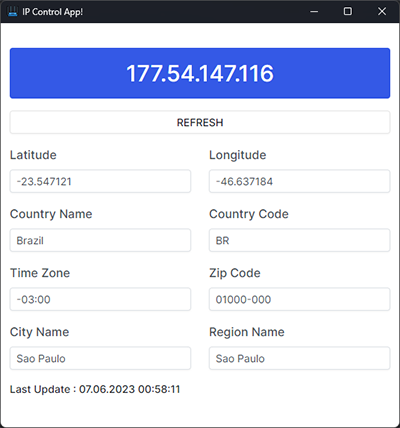 IP Control App!
177.54.147.116
REFRESH
Latitude Longitude
-23.547121 -46.637184
Country Name Country Code
Brazil BR
Time Zone Zip Code
-03:00 01000-000
City Name Region Name
Sao Paulo Sao Paulo
Last Update : 07.06.2023 00:58:11